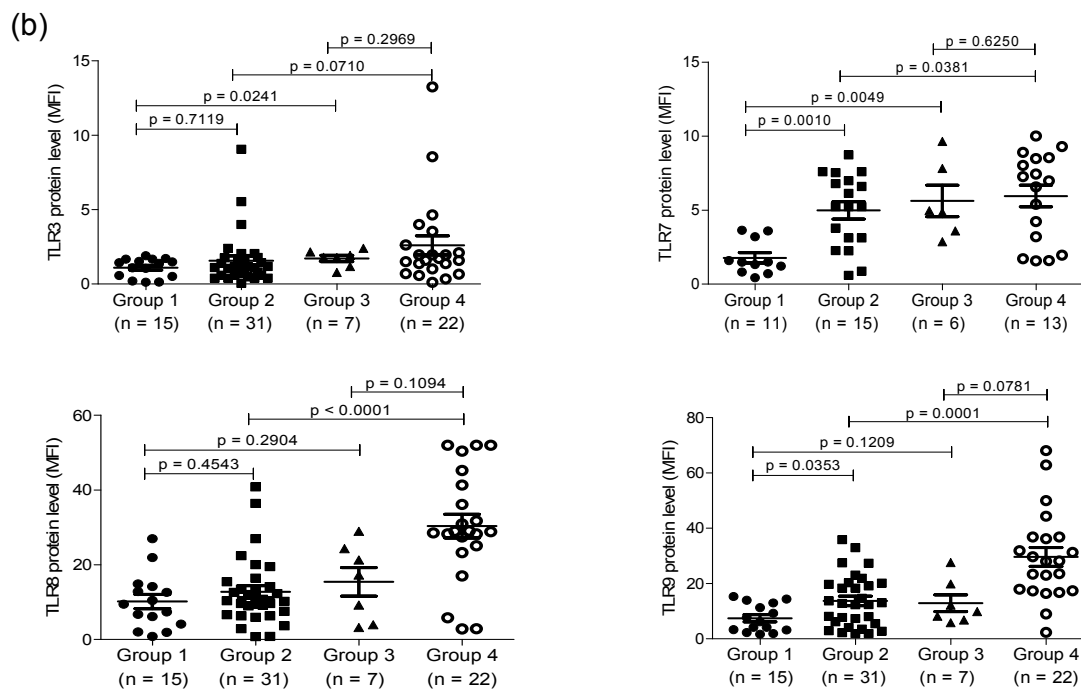 (b)
p = 0.2969
p = 0.0710
p = 0.0241
p = 0.7119
TLR3 protein level (MFI)
15
10
5
0
Group 1 Group 2 Group 3 Group 4
(n = 15) (n = 31) (n = 7) (n = 22)
p = 0.6250
p = 0.0381
p = 0.0049
p = 0.0010
TLR7 protein level (MFI)
15
10
5
0
Group 1 Group 2 Group 3 Group 4
(n = 11) (n = 15) (n = 6) (n = 13)
p = 0.1094
p < 0.0001
p = 0.2904
p = 0.4543
TLR8 protein level (MFI)
60
40
20
0
Group 1 Group 2 Group 3 Group 4
(n = 15) (n = 31) (n = 7) (n = 22)
p = 0.0781
p = 0.0001
p = 0.1209
p = 0.0353
TLR9 protein level (MFI)
80
60
40
20
0
Group 1 Group 2 Group 3 Group 4
(n = 15) (n = 31) (n = 7) (n = 22)